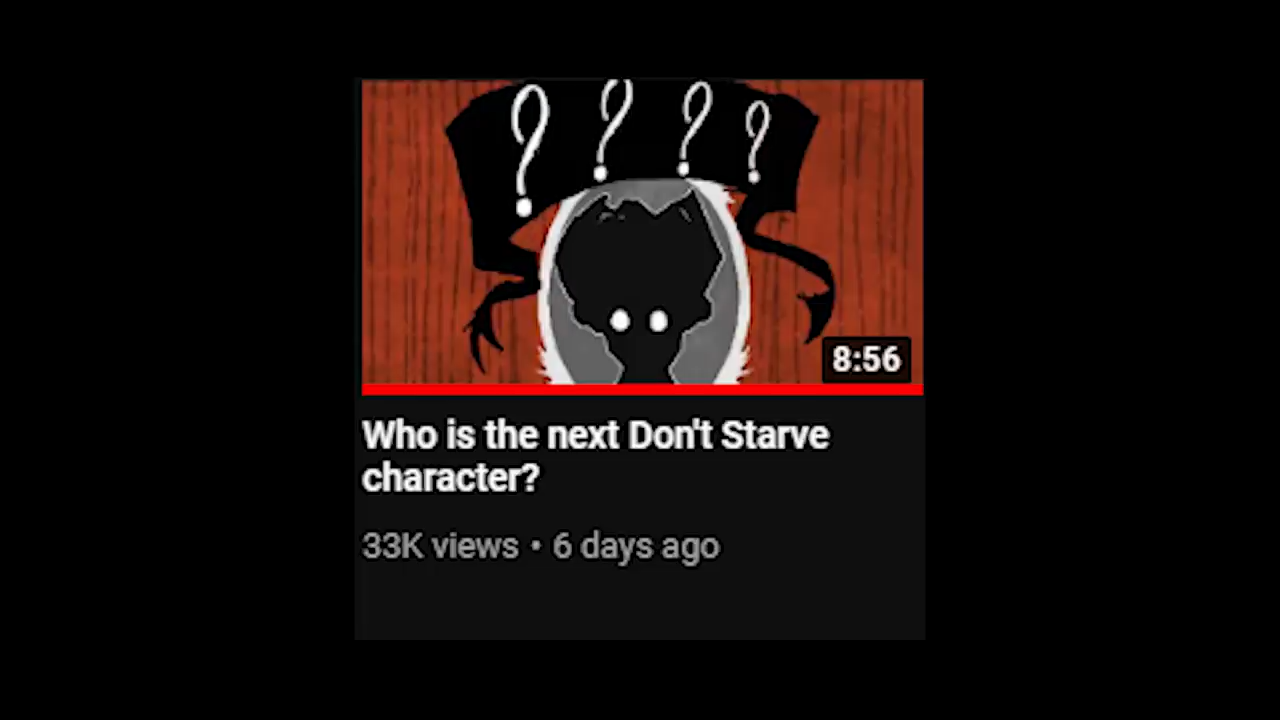 ? ? ? ?
8:56
Who is the next Don't Starve
character?
33K views • 6 days ago